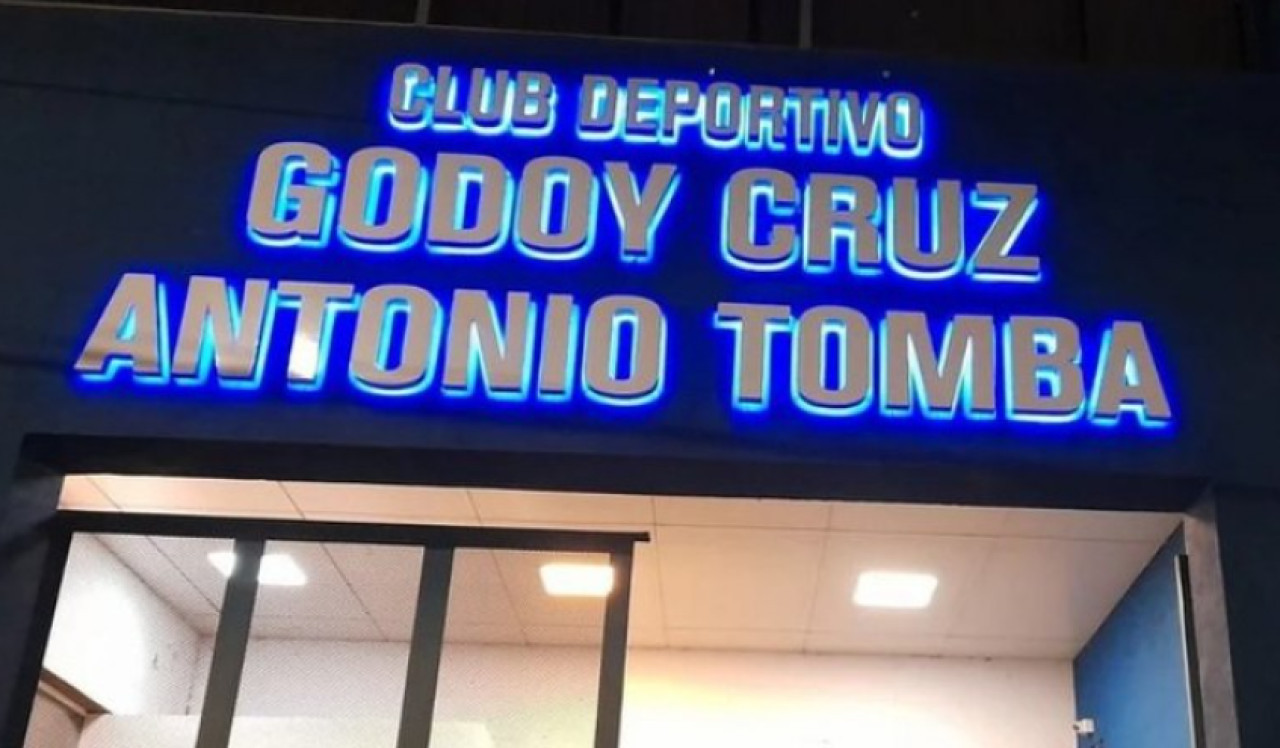 CLUB DEPORTIVO
GODOY CRUZ
ANTONIO TOMBA